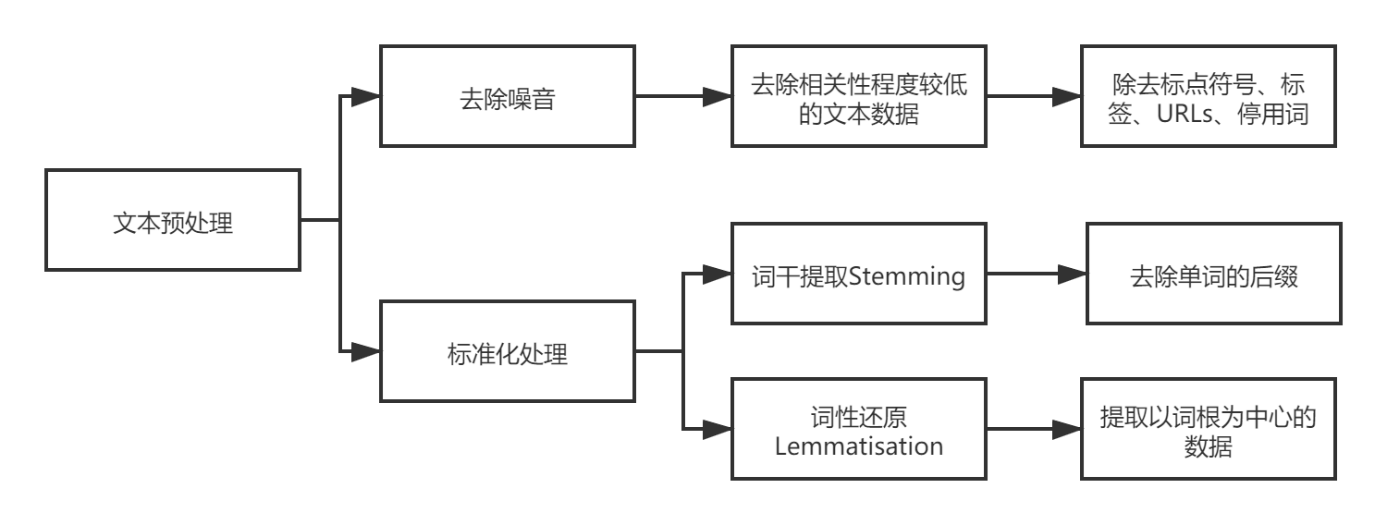 文本预处理
去除噪音
去除相关性程度较低
的文本数据
除去标点符号、标
签、URLs、停用词
标准化处理
词干提取Stemming
去除单词的后缀
词性还原
Lemmatisation
提取以词根为中心的
数据